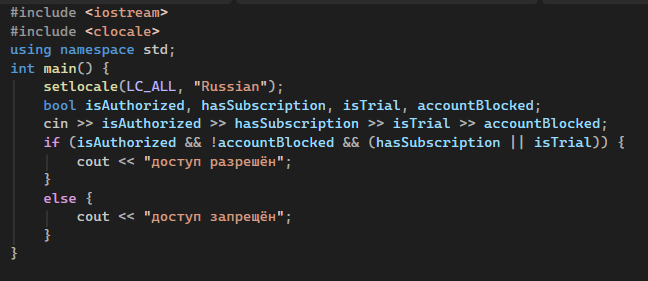 #include <iostream>
#include <clocale>
using namespace std;
int main() {
    setlocale(LC_ALL, "Russian");
    bool isAuthorized, hasSubscription, isTrial, accountBlocked;
    cin >> isAuthorized >> hasSubscription >> isTrial >> accountBlocked;
    if (isAuthorized && !accountBlocked && (hasSubscription || isTrial)) {
        cout << "доступ разрешён";
    }
    else {
        cout << "доступ запрещён";
    }
}